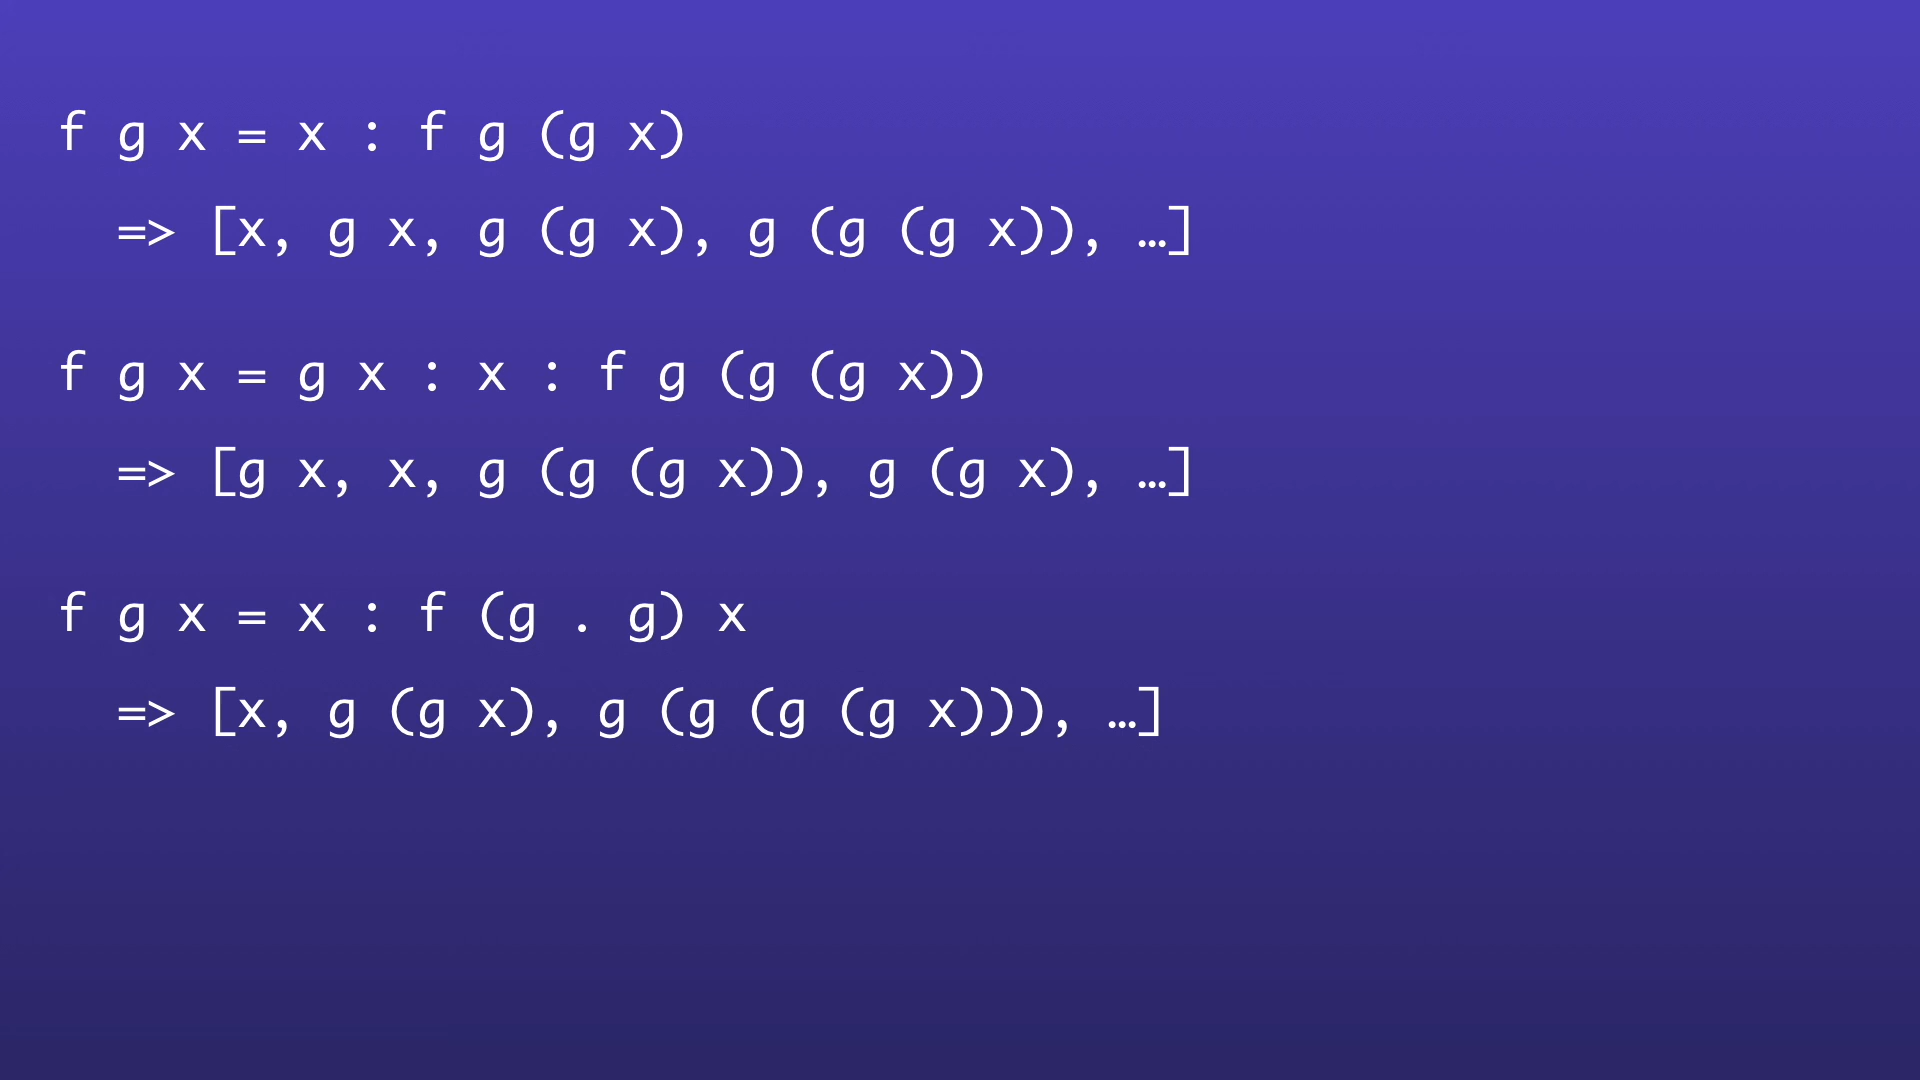 f g x = x : f g (g x)
=> [x, g x, g (g x), g (g (g x)), …]
f g x = g x : x : f g (g (g x))
=> [g x, x, g (g (g x)), g (g x), …]
f g x = x : f (g . g) x
=> [x, g (g x), g (g (g (g x))), …]